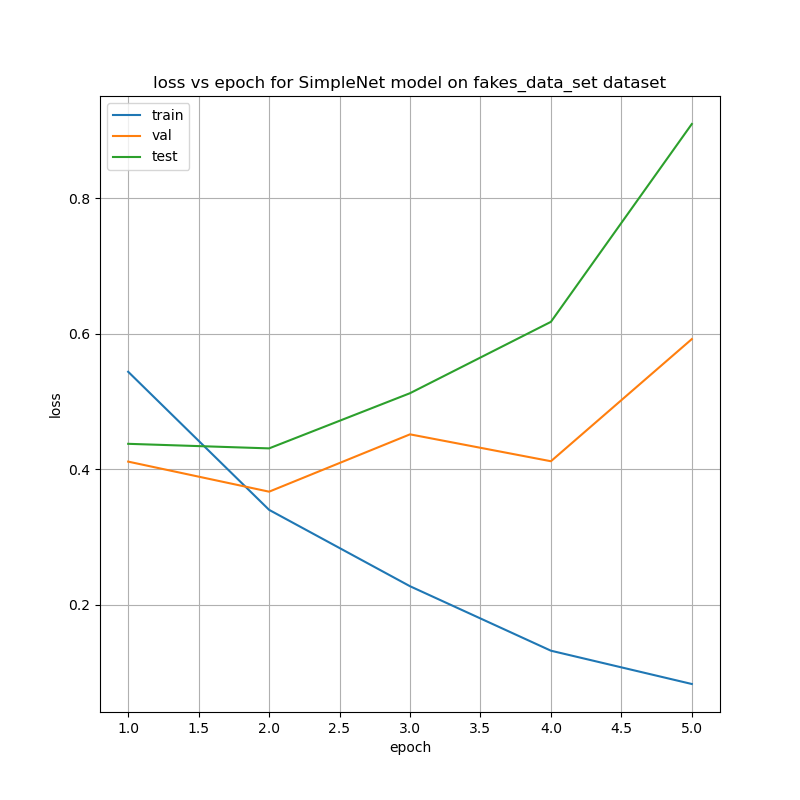 loss vs epoch for SimpleNet model on fakes_data_set dataset
train
val
test
0.8
0.6
0.4
0.2
loss
1.0 1.5 2.0 2.5 3.0 3.5 4.0 4.5 5.0
epoch